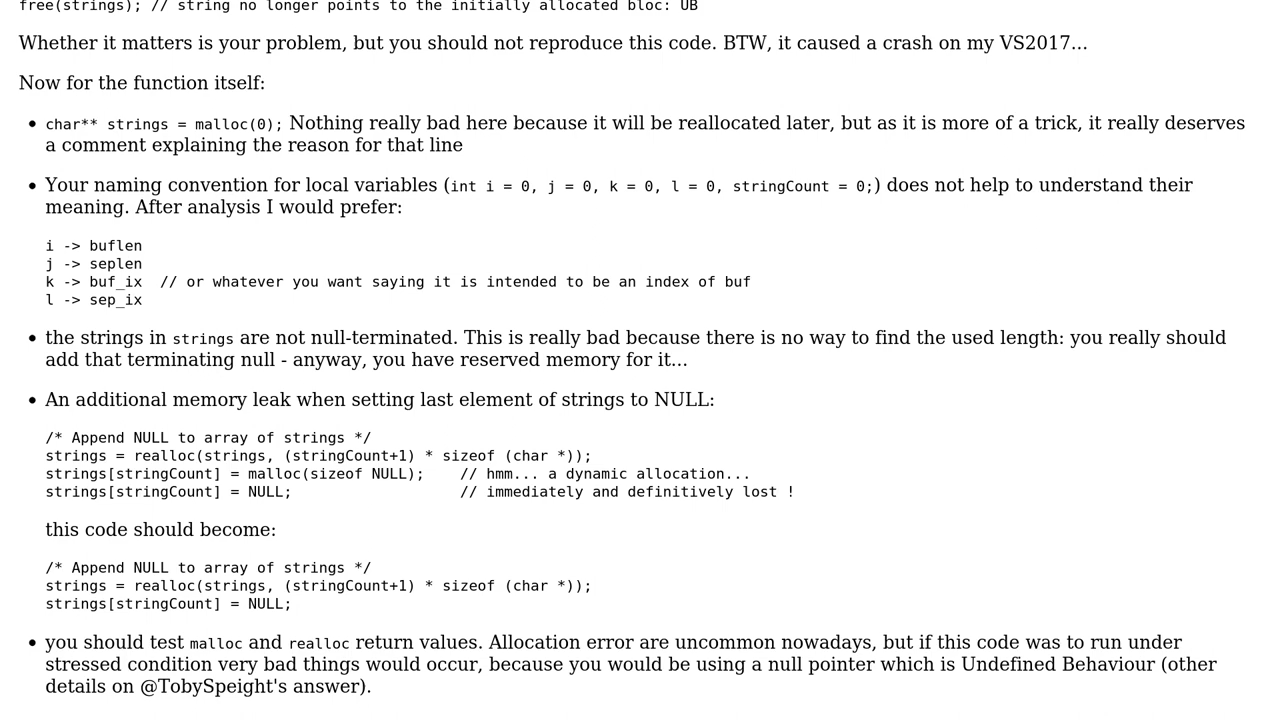 free(strings); // string no longer points to the initially allocated bloc: UB
Whether it matters is your problem, but you should not reproduce this code. BTW, it caused a crash on my VS2017...
Now for the function itself:
• char** strings = malloc(0); Nothing really bad here because it will be reallocated later, but as it is more of a trick, it really deserves
a comment explaining the reason for that line
• Your naming convention for local variables (int i = 0, j = 0, k = 0, l = 0, stringCount = 0;) does not help to understand their
meaning. After analysis I would prefer:
i -> buflen
j -> seplen
k -> buf_ix  // or whatever you want saying it is intended to be an index of buf
l -> sep_ix
• the strings in strings are not null-terminated. This is really bad because there is no way to find the used length: you really should
add that terminating null - anyway, you have reserved memory for it...
• An additional memory leak when setting last element of strings to NULL:
/* Append NULL to array of strings */
strings = realloc(strings, (stringCount+1) * sizeof (char *));
strings[stringCount] = malloc(sizeof NULL);    // hmm... a dynamic allocation...
strings[stringCount] = NULL;                   // immediately and definitively lost !
this code should become:
/* Append NULL to array of strings */
strings = realloc(strings, (stringCount+1) * sizeof (char *));
strings[stringCount] = NULL;
• you should test malloc and realloc return values. Allocation error are uncommon nowadays, but if this code was to run under
stressed condition very bad things would occur, because you would be using a null pointer which is Undefined Behaviour (other
details on @TobySpeight's answer).